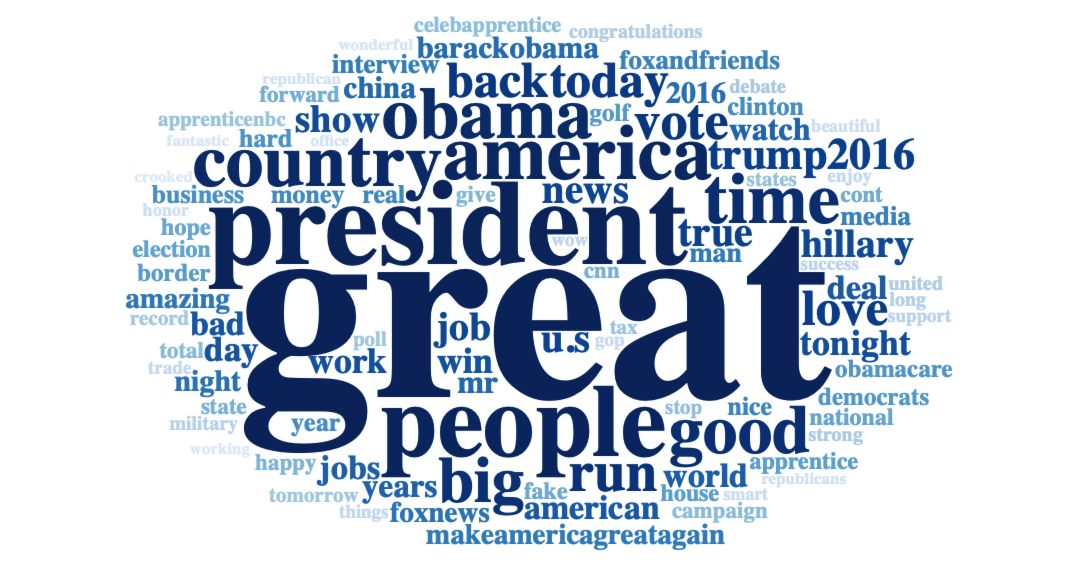 celebapprentice congratulations
wonderful barackobama
interview foxandfriends
republican backtoday 2016 debate
forward china
obama golf clinton
apprenticenbc show vote watch beautiful
fantastic hard office
country america trump2016
crooked states enjoy
business money real give news time cont
honor president media
hope true
election wow man hillary
border cnn success
great deal united
amazing love long
record bad job u.s tax support
poll gop tonight
total day work win
trade obamacare
night mr
state people stop nice democrats
military year good national
strong
working
happy jobs big run world apprentice
republicans
tomorrow years fake house smart
things foxnews american campaign
makeamericagreatagain